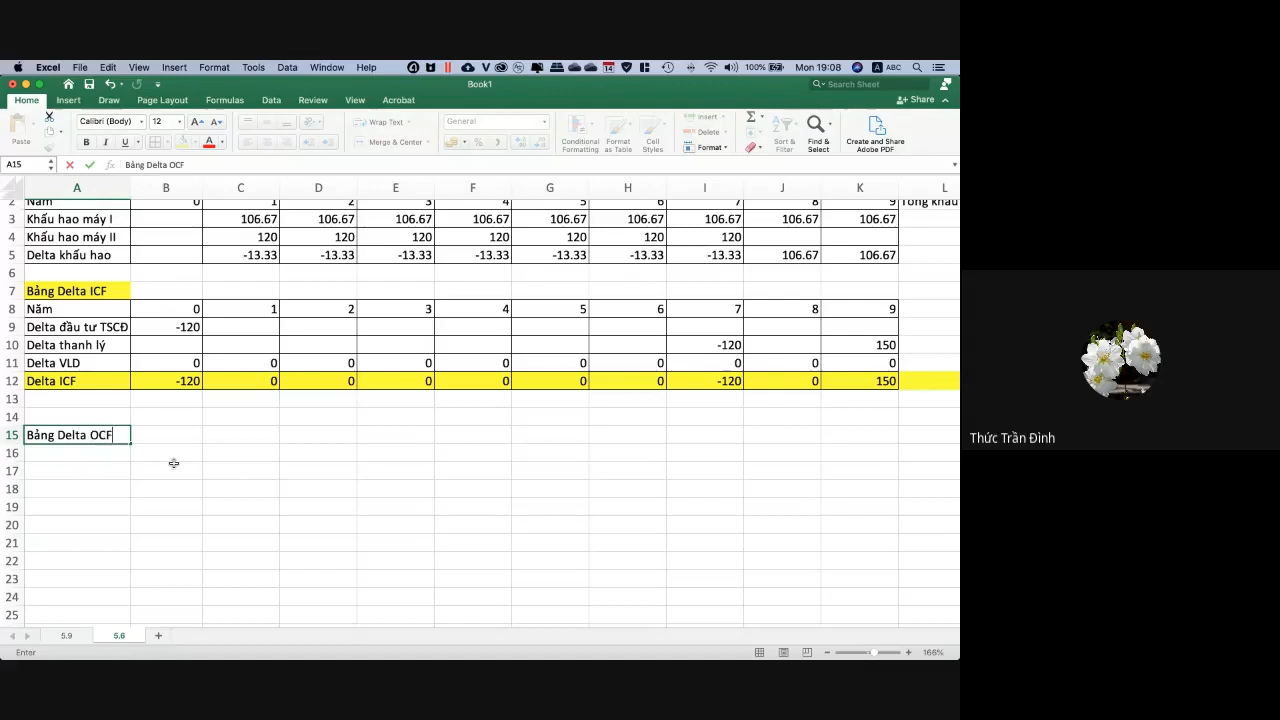 Excel File Edit View Insert Format Tools Data Window Help 100% Mon 19:08 ABC
Book1 Search Sheet
Home Insert Draw Page Layout Formulas Data Review View Acrobat Share
Paste Calibri (Body) 12 Wrap Text General Conditional Formatting Format as Table Cell Styles Insert Delete Format Sort & Filter Find & Select Create and Share Adobe PDF
B I U A Merge & Center
A15 fx Bảng Delta OCF
A B C D E F G H I J K L
2 Năm 0 1 2 3 4 5 6 7 8 9 Tổng khấu
3 Khấu hao máy I 106.67 106.67 106.67 106.67 106.67 106.67 106.67 106.67 106.67
4 Khấu hao máy II 120 120 120 120 120 120 120
5 Delta khấu hao -13.33 -13.33 -13.33 -13.33 -13.33 -13.33 -13.33 106.67 106.67
6
7 Bảng Delta ICF
8 Năm 0 1 2 3 4 5 6 7 8 9
9 Delta đầu tư TSCĐ -120
10 Delta thanh lý -120 150
11 Delta VLD 0 0 0 0 0 0 0 0 0 0
12 Delta ICF -120 0 0 0 0 0 0 -120 0 150
13
14
15 Bảng Delta OCF
16
17
18
19
20
21
22
23
24
25
5.9 5.6
Enter 166%
Thức Trần Đình